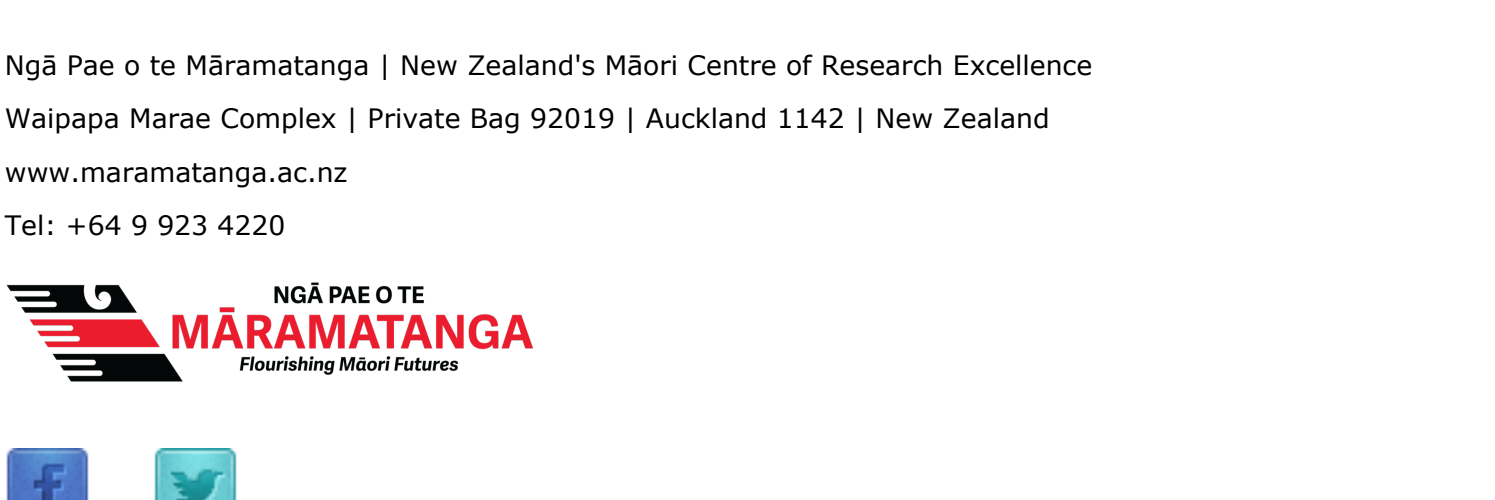 Ngā Pae o te Māramatanga | New Zealand's Māori Centre of Research Excellence
Waipapa Marae Complex | Private Bag 92019 | Auckland 1142 | New Zealand
www.maramatanga.ac.nz
Tel: +64 9 923 4220
NGĀ PAE O TE
MĀRAMATANGA
Flourishing Māori Futures